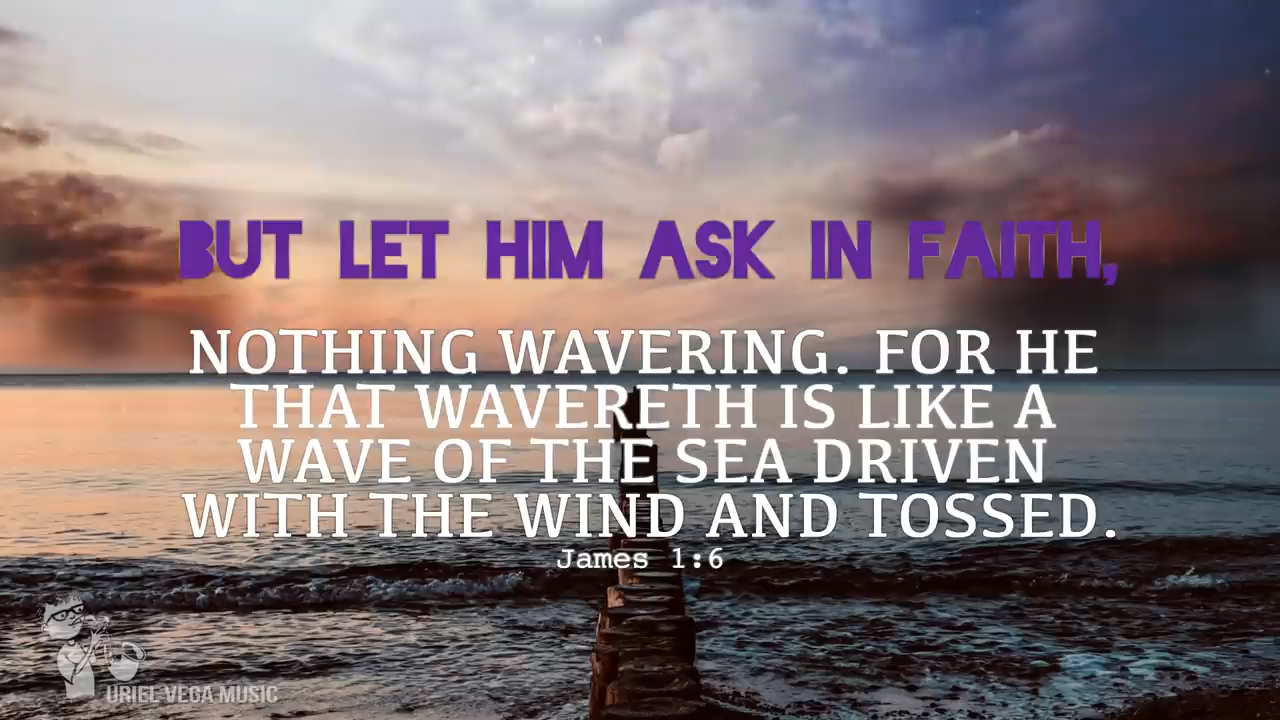 BUT LET HIM ASK IN FAITH,
NOTHING WAVERING. FOR HE
THAT WAVERETH IS LIKE A
WAVE OF THE SEA DRIVEN
WITH THE WIND AND TOSSED.
James 1:6
URIEL VEGA MUSIC